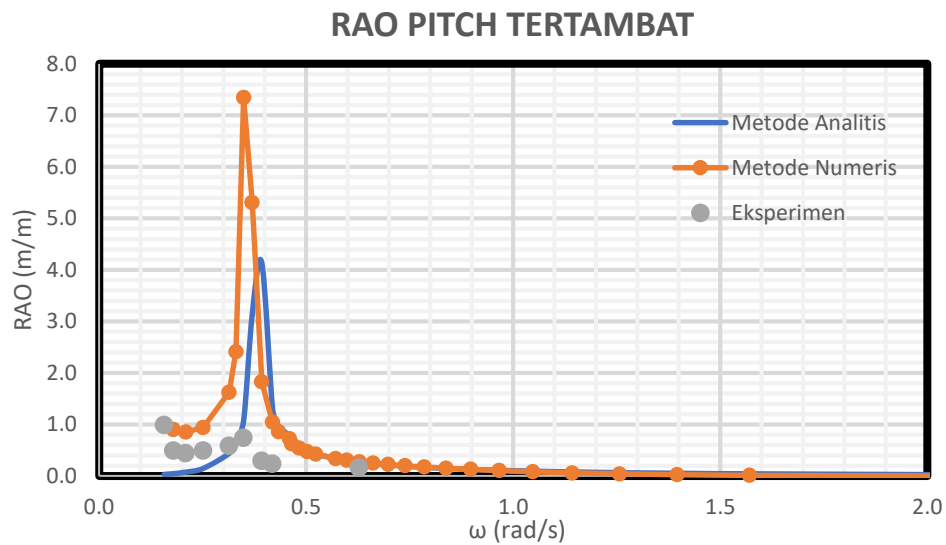 RAO PITCH TERTAMBAT
8.0
7.0
6.0
5.0
4.0
3.0
2.0
1.0
0.0
RAO (m/m)
Metode Analitis
Metode Numeris
Eksperimen
0.0 0.5 1.0 1.5 2.0
ω (rad/s)